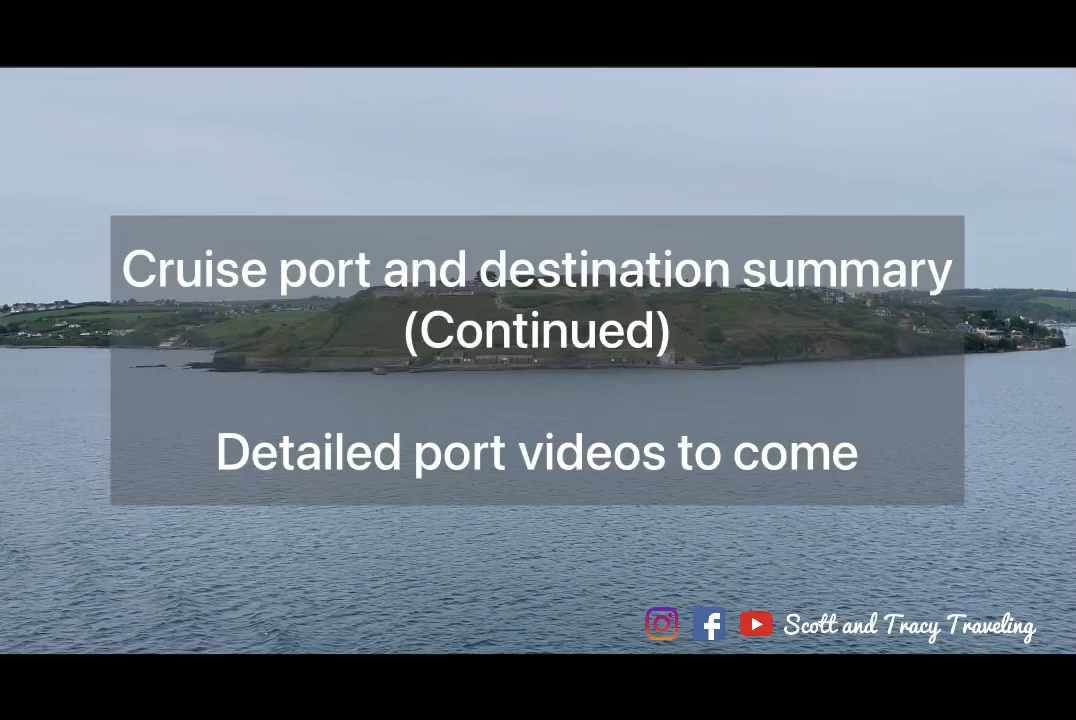 Cruise port and destination summary
(Continued)
Detailed port videos to come
Scott and Tracy Traveling